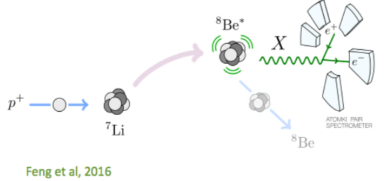 ⁸Be*
X
e⁺
e⁻
p⁺
⁷Li
ATOMKI PAIR
SPECTROMETER
⁸Be
Feng et al, 2016